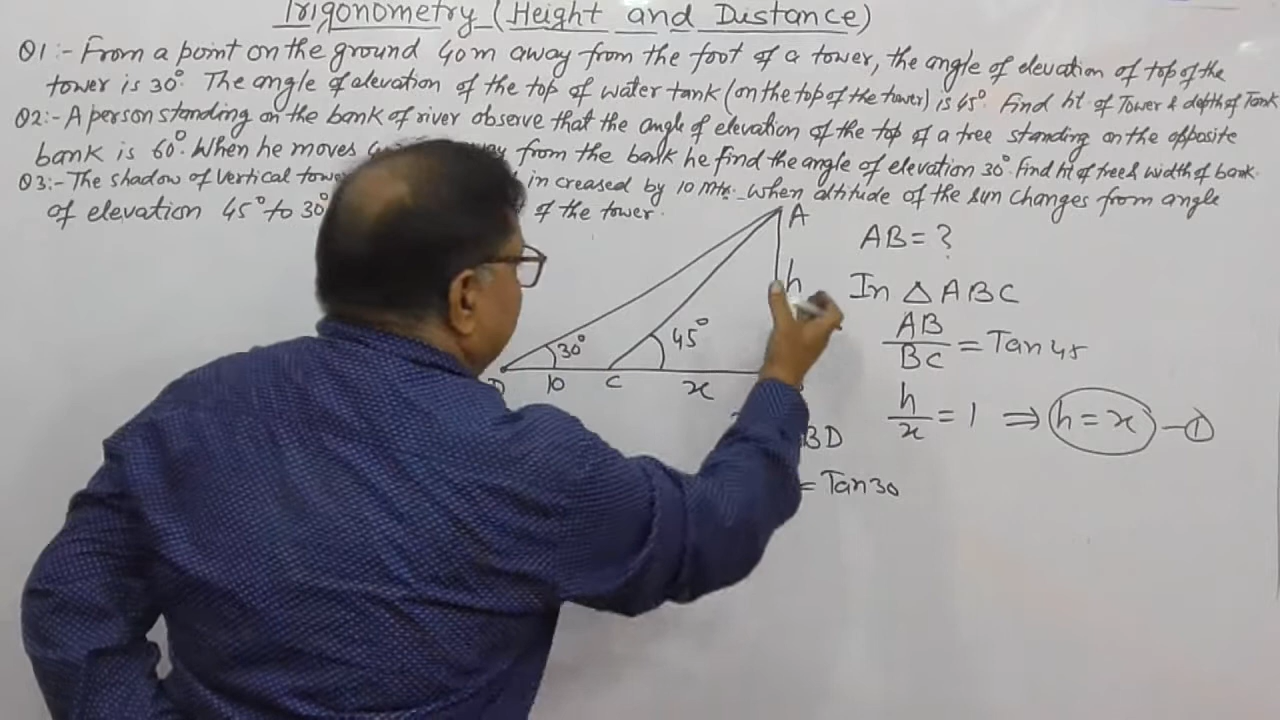 Trigonometry (Height and Distance)
Q1:- From a point on the ground 40m away from the foot of a tower, the angle of elevation of top of the
tower is 30°. The angle of elevation of the top of water tank (on the top of the tower) is 45°. Find ht of Tower & depth of Tank
Q2:- A person standing on the bank of river observe that the angle of elevation of the top of a tree standing on the opposite
bank is 60°. When he moves from the bank he find the angle of elevation 30°. Find ht of tree & width of bank.
Q3:- The shadow of Vertical increased by 10 Mtr. when altitude of the sun changes from angle
of elevation 45° to 30° of the tower.
A
h
45°
30°
D 10 C x
AB = ?
In △ ABC
AB/BC = Tan 45
h/x = 1 ⇒ h = x —①
BD
= Tan 30